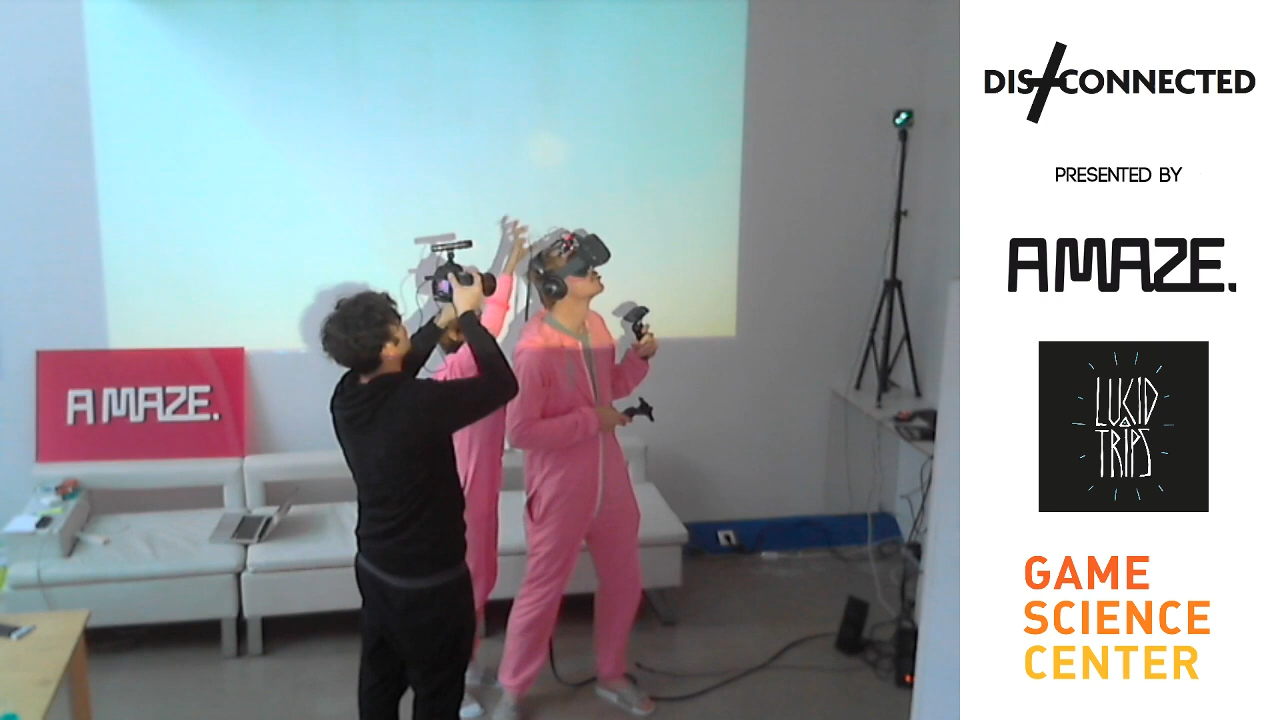 A MAZE.
DIS/CONNECTED
PRESENTED BY
A MAZE.
LUCID
TRIPS
GAME
SCIENCE
CENTER